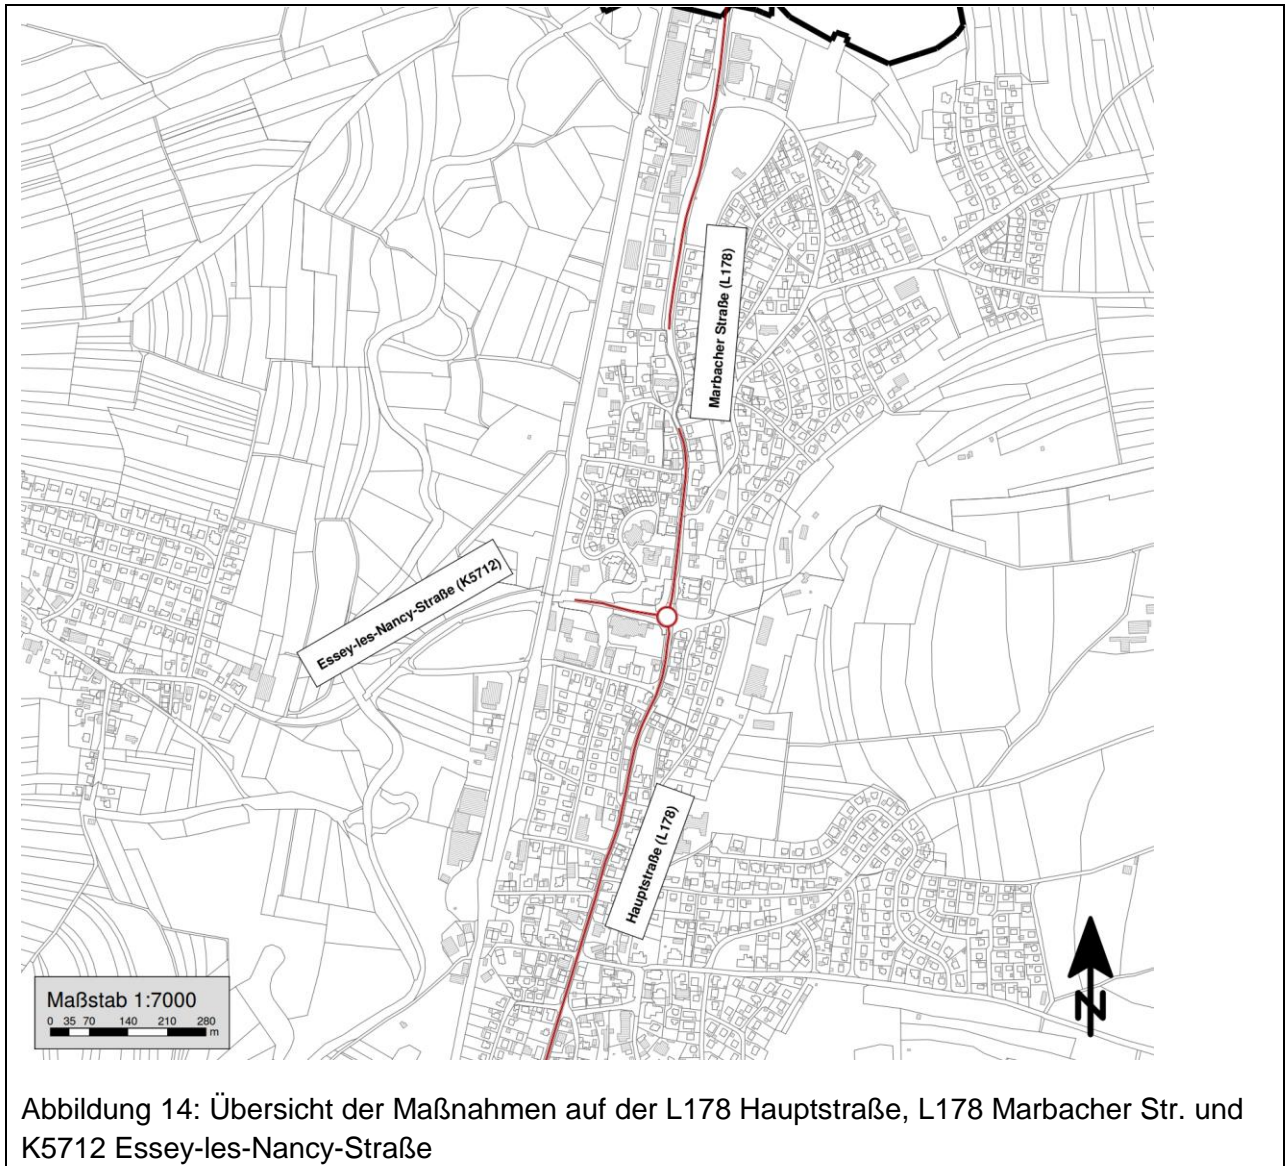 Marbacher Straße (L178)
Essey-les-Nancy-Straße (K5712)
Hauptstraße (L178)
Maßstab 1:7000
0 35 70 140 210 280
m
N
Abbildung 14: Übersicht der Maßnahmen auf der L178 Hauptstraße, L178 Marbacher Str. und
K5712 Essey-les-Nancy-Straße